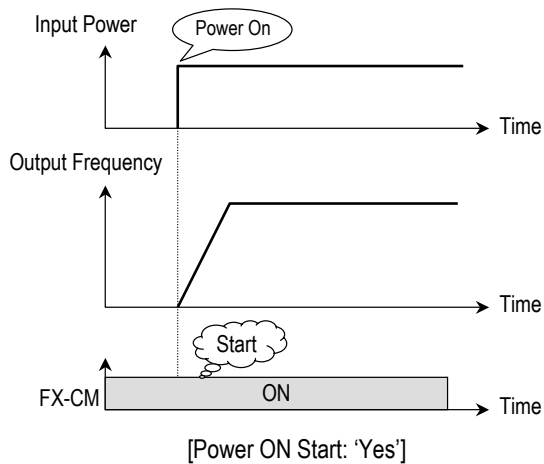 Input Power
Power On
Time
Output Frequency
Time
Start
FX-CM
ON
Time
[Power ON Start: ‘Yes’]